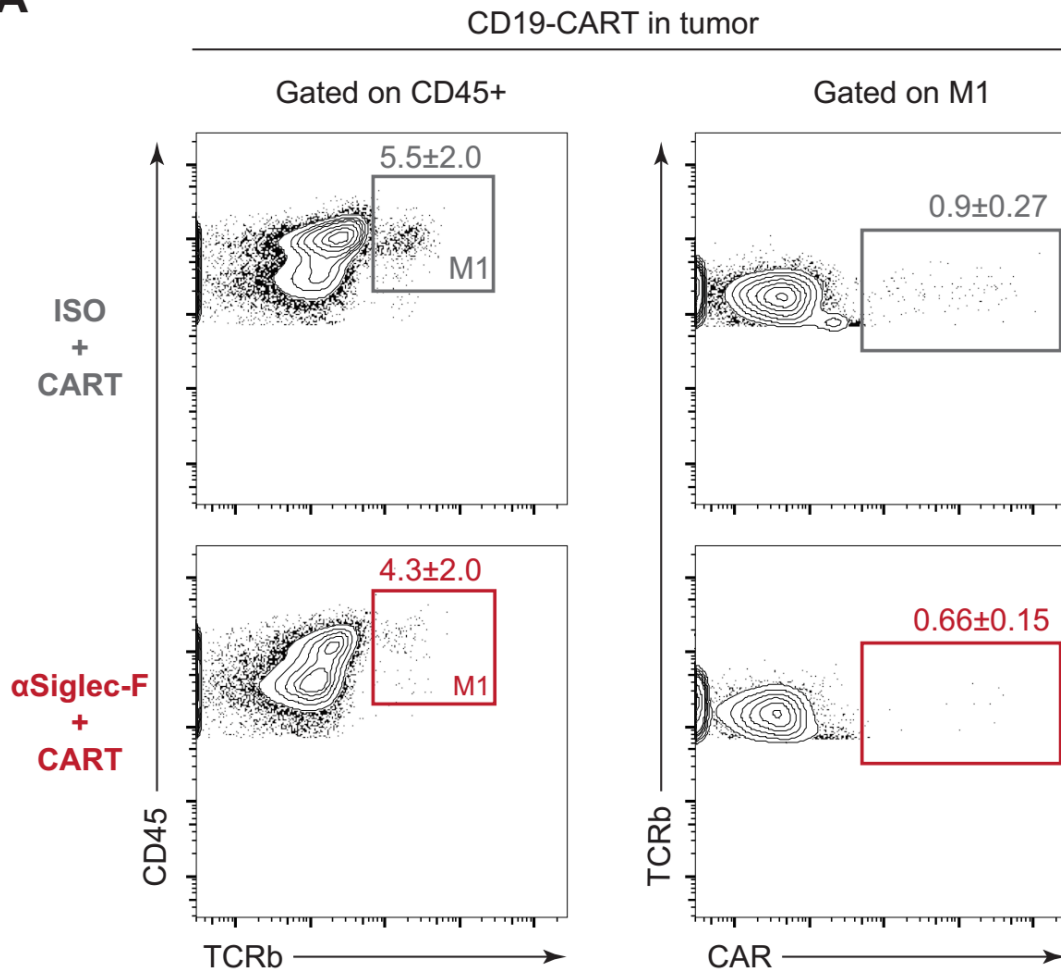 A
CD19-CART in tumor
Gated on CD45+
Gated on M1
ISO
+
CART
5.5±2.0
M1
0.9±0.27
αSiglec-F
+
CART
4.3±2.0
M1
0.66±0.15
CD45
TCRb
TCRb
CAR